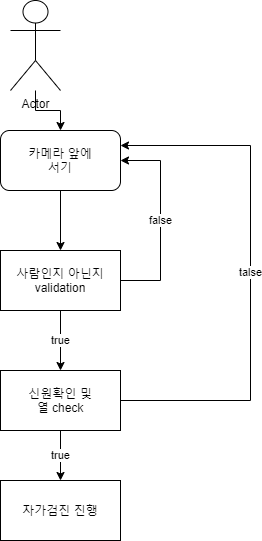 Actor
카메라 앞에
서기
false
사람인지 아닌지
validation
talse
true
신원확인 및
열 check
true
자가검진 진행